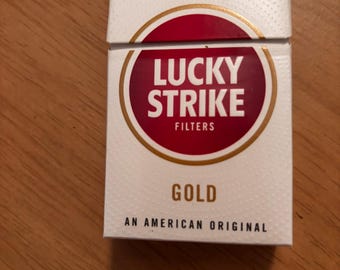 LUCKY
STRIKE
FILTERS
GOLD
AN AMERICAN ORIGINAL